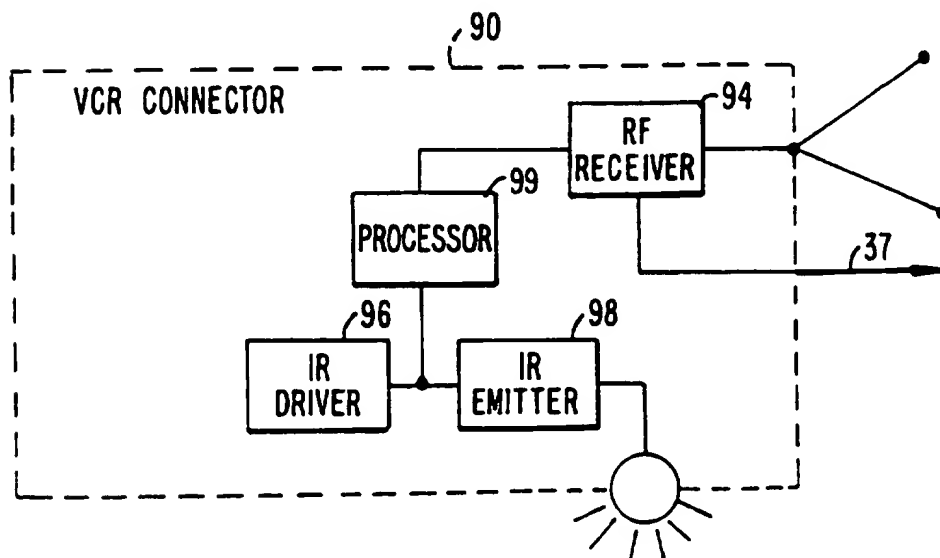 90
VCR CONNECTOR
94
RF
RECEIVER
99
PROCESSOR
37
96
IR
DRIVER
98
IR
EMITTER